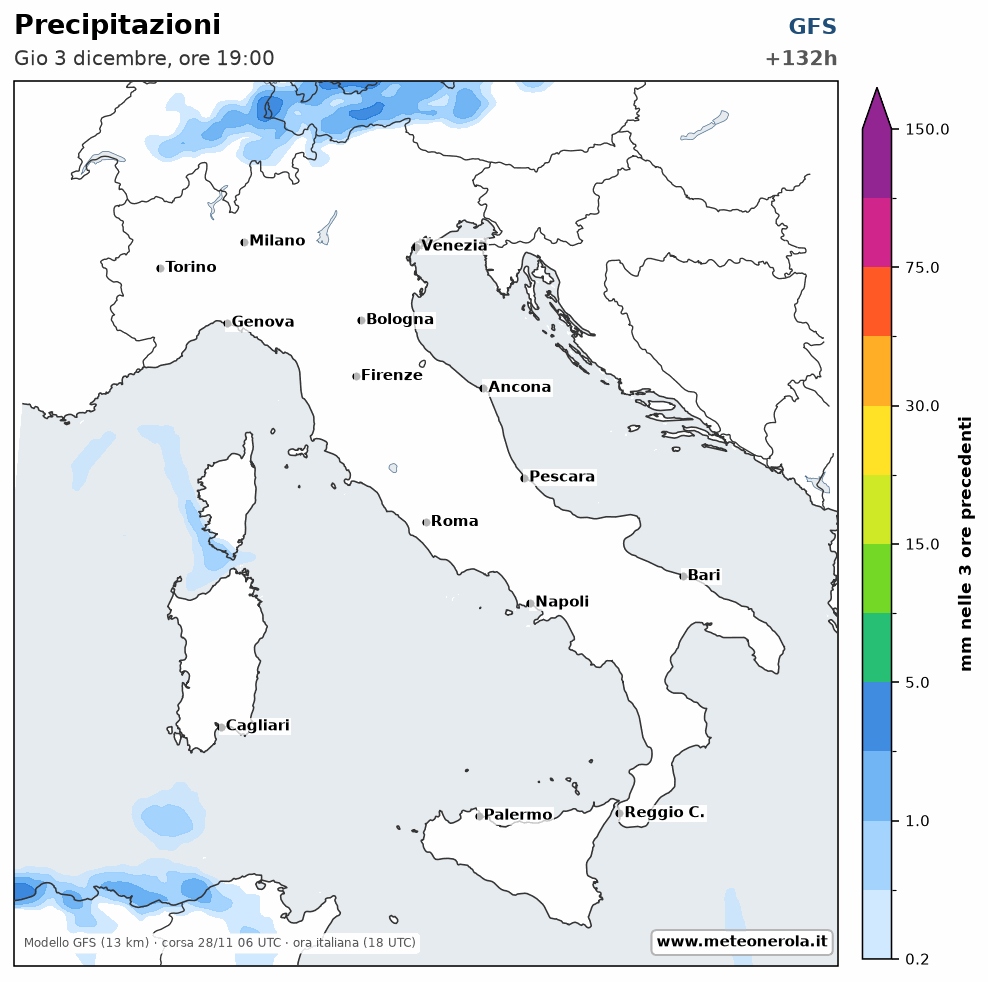 Precipitazioni
GFS
Gio 3 dicembre, ore 19:00
+132h
150.0
75.0
30.0
15.0
5.0
1.0
0.2
mm nelle 3 ore precedenti
Milano
Venezia
Torino
Genova
Bologna
Firenze
Ancona
Pescara
Roma
Bari
Napoli
Cagliari
Palermo
Reggio C.
Modello GFS (13 km) · corsa 28/11 06 UTC · ora italiana (18 UTC)
www.meteonerola.it